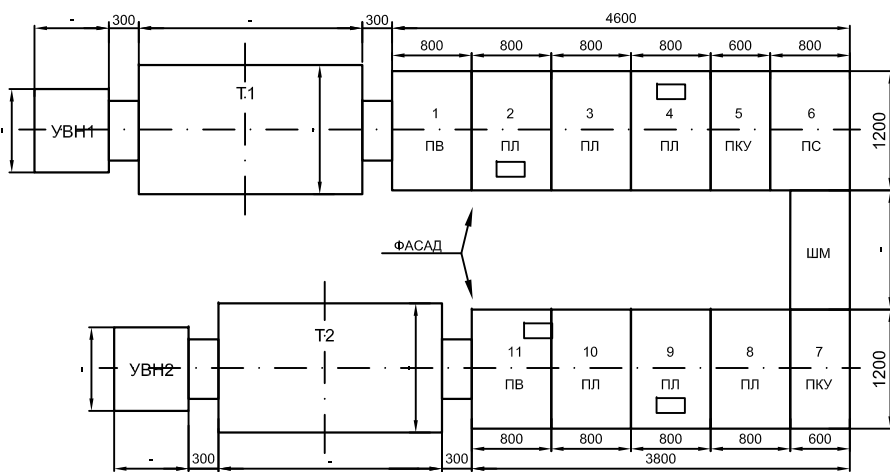 - 300 - 300 4600
800 800 800 800 600 800
T.1
1 2 3 4 5 6
УВН1
ПВ ПЛ ПЛ ПЛ ПКУ ПС
-
-
1200
ФАСАД
ШМ
-
T.2
11 10 9 8 7
УВН2
ПВ ПЛ ПЛ ПЛ ПКУ
-
-
1200
800 800 800 800 600
- 300 - 300 3800